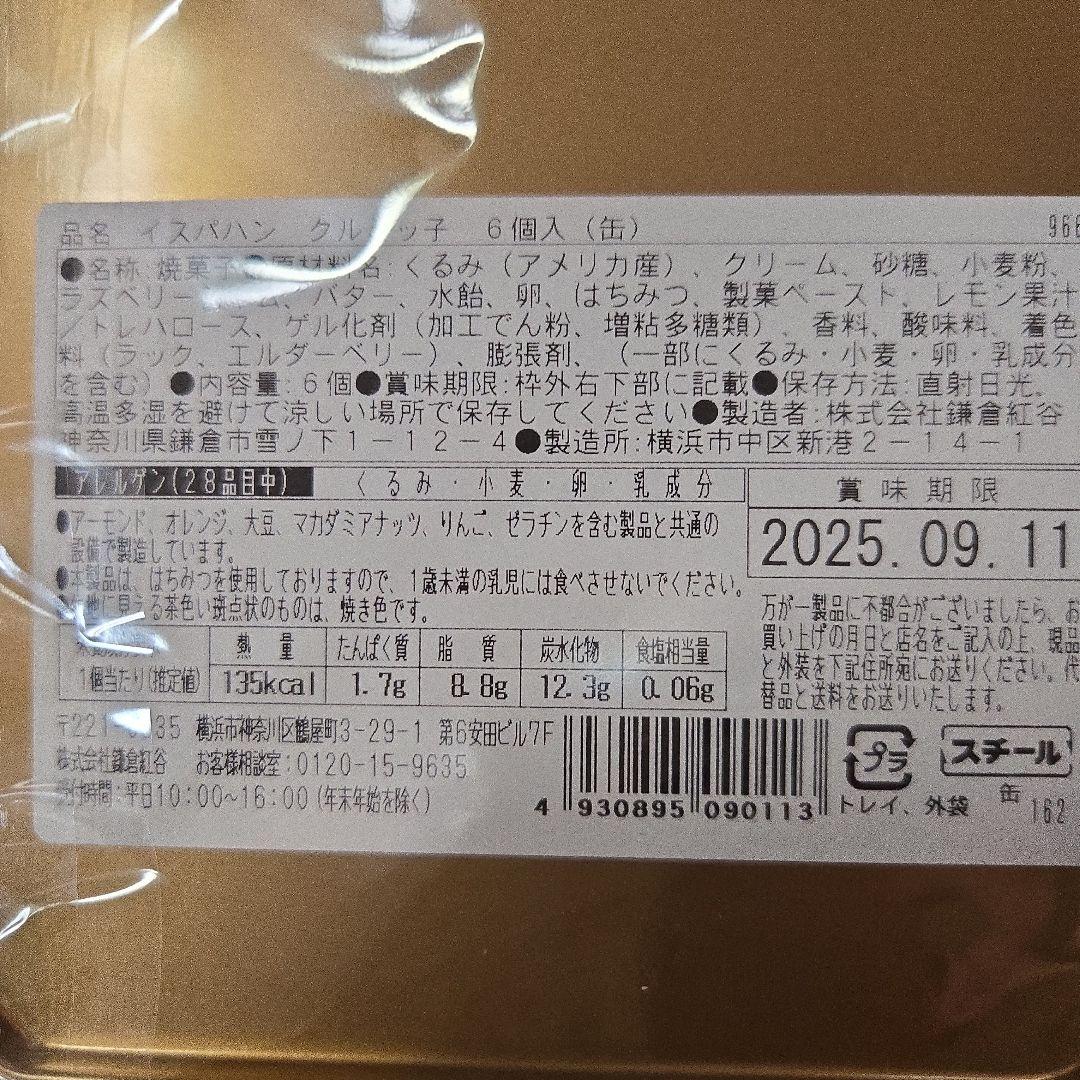 品名 イスパハン クル ッ子 6個入(缶)
966
●名称:焼菓子●原材料名:くるみ(アメリカ産)、クリーム、砂糖、小麦粉、
ラスベリー 、バター、水飴、卵、はちみつ、製菓ペースト、レモン果汁
/トレハロース、ゲル化剤(加工でん粉、増粘多糖類)、香料、酸味料、着色
料(ラック、エルダーベリー)、膨張剤、(一部にくるみ・小麦・卵・乳成分
を含む)●内容量:6個●賞味期限:枠外右下部に記載●保存方法:直射日光、
高温多湿を避けて涼しい場所で保存してください●製造者:株式会社鎌倉紅谷
神奈川県鎌倉市雪ノ下1-12-4●製造所:横浜市中区新港2-14-1
アレルゲン(28品目中) くるみ・小麦・卵・乳成分
●アーモンド、オレンジ、大豆、マカダミアナッツ、りんご、ゼラチンを含む製品と共通の
設備で製造しています。
●本製品は、はちみつを使用しておりますので、1歳未満の乳児には食べさせないでください。
●生地に見える茶色い斑点状のものは、焼き色です。
賞味期限
2025.09.11
万が一製品に不都合がございましたら、お
買い上げの月日と店名をご記入の上、現品
と外装を下記住所宛にお送りください。代
替品と送料をお送りいたします。
熱量 たんぱく質 脂質 炭水化物 食塩相当量
1個当たり(推定値) 135kcal 1.7g 8.8g 12.3g 0.06g
〒221- 35 横浜市神奈川区鶴屋町3-29-1 第6安田ビル7F
株式会社鎌倉紅谷 お客様相談室:0120-15-9635
受付時間:平日10:00~16:00(年末年始を除く)
4 930895 090113
プラ
トレイ、外袋
スチール
缶
162